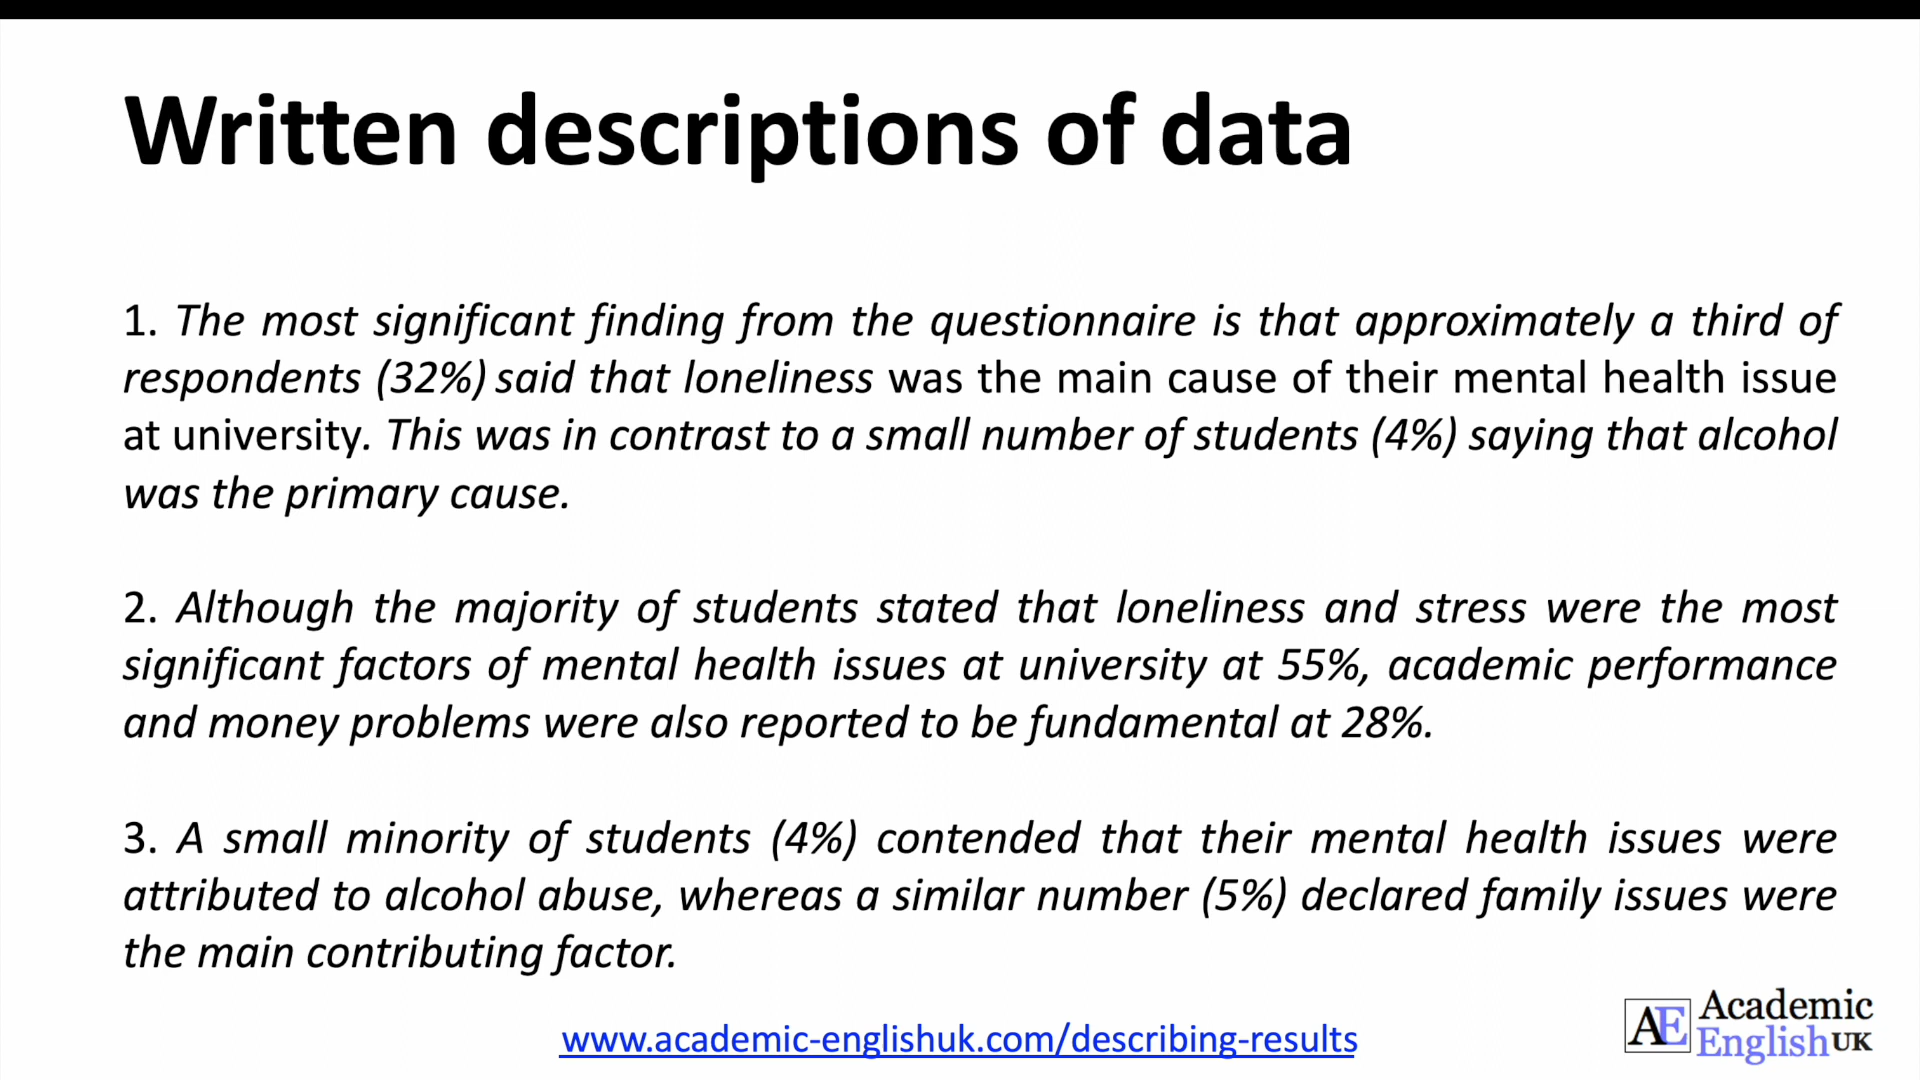 Written descriptions of data
1. The most significant finding from the questionnaire is that approximately a third of
respondents (32%) said that loneliness was the main cause of their mental health issue
at university. This was in contrast to a small number of students (4%) saying that alcohol
was the primary cause.
2. Although the majority of students stated that loneliness and stress were the most
significant factors of mental health issues at university at 55%, academic performance
and money problems were also reported to be fundamental at 28%.
3. A small minority of students (4%) contended that their mental health issues were
attributed to alcohol abuse, whereas a similar number (5%) declared family issues were
the main contributing factor.
www.academic-englishuk.com/describing-results
AE Academic
English UK